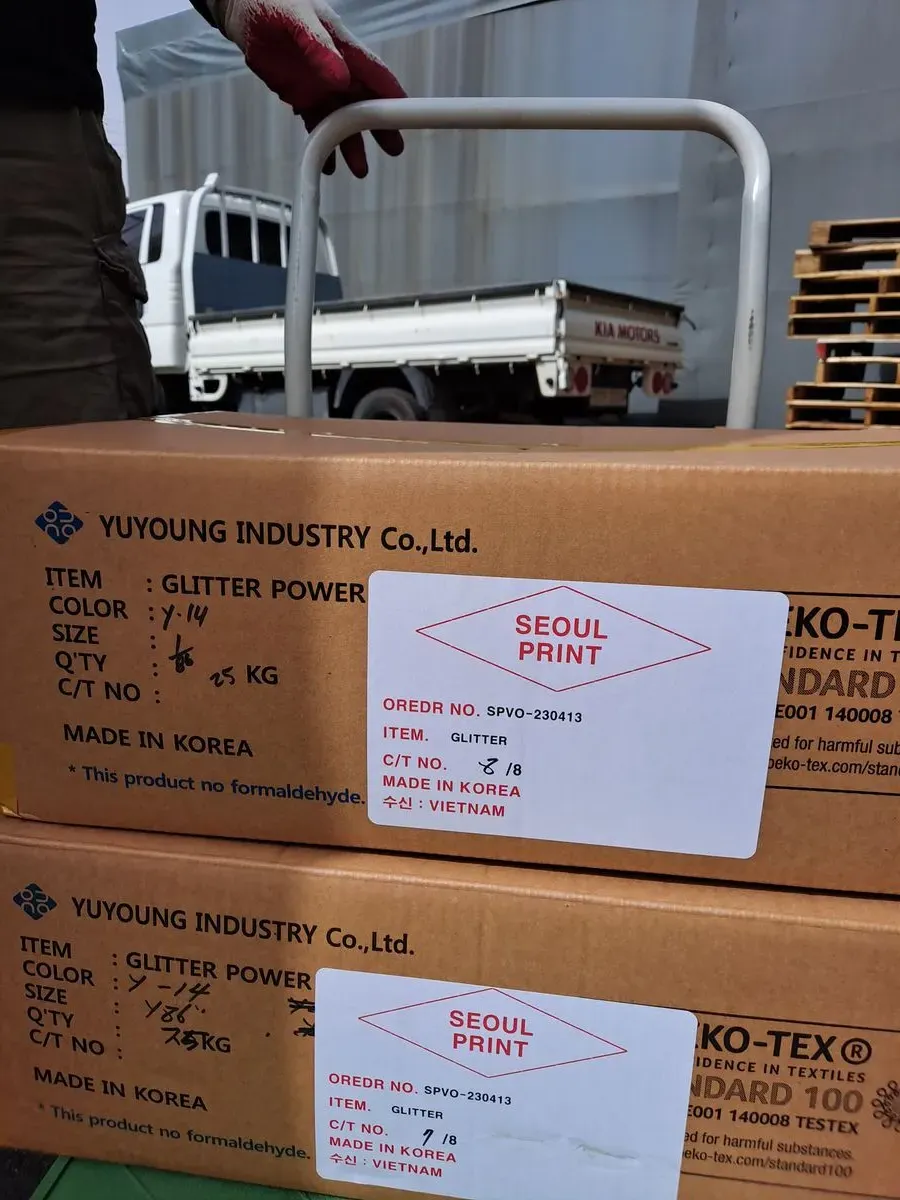 KIA MOTORS
YUYOUNG INDUSTRY Co.,Ltd.
ITEM : GLITTER POWER
COLOR : Y-14
SIZE :
Q'TY : 25 KG
C/T NO :
MADE IN KOREA
* This product no formaldehyde.
SEOUL
PRINT
OREDR NO. SPVO-230413
ITEM. GLITTER
C/T NO. 8 /8
MADE IN KOREA
수신 : VIETNAM
EKO-TE
FIDENCE IN T
NDARD
E001 140008
ed for harmful sub
oeko-tex.com/stan
YUYOUNG INDUSTRY Co.,Ltd.
ITEM : GLITTER POWER
COLOR : Y-14
SIZE :
Q'TY : 25KG
C/T NO :
MADE IN KOREA
* This product no formaldehyde.
SEOUL
PRINT
OREDR NO. SPVO-230413
ITEM. GLITTER
C/T NO. 7 /8
MADE IN KOREA
수신 : VIETNAM
EKO-TEX®
IDENCE IN TEXTILES
NDARD 100
E001 140008 TESTEX
ed for harmful substances.
eko-tex.com/standard100